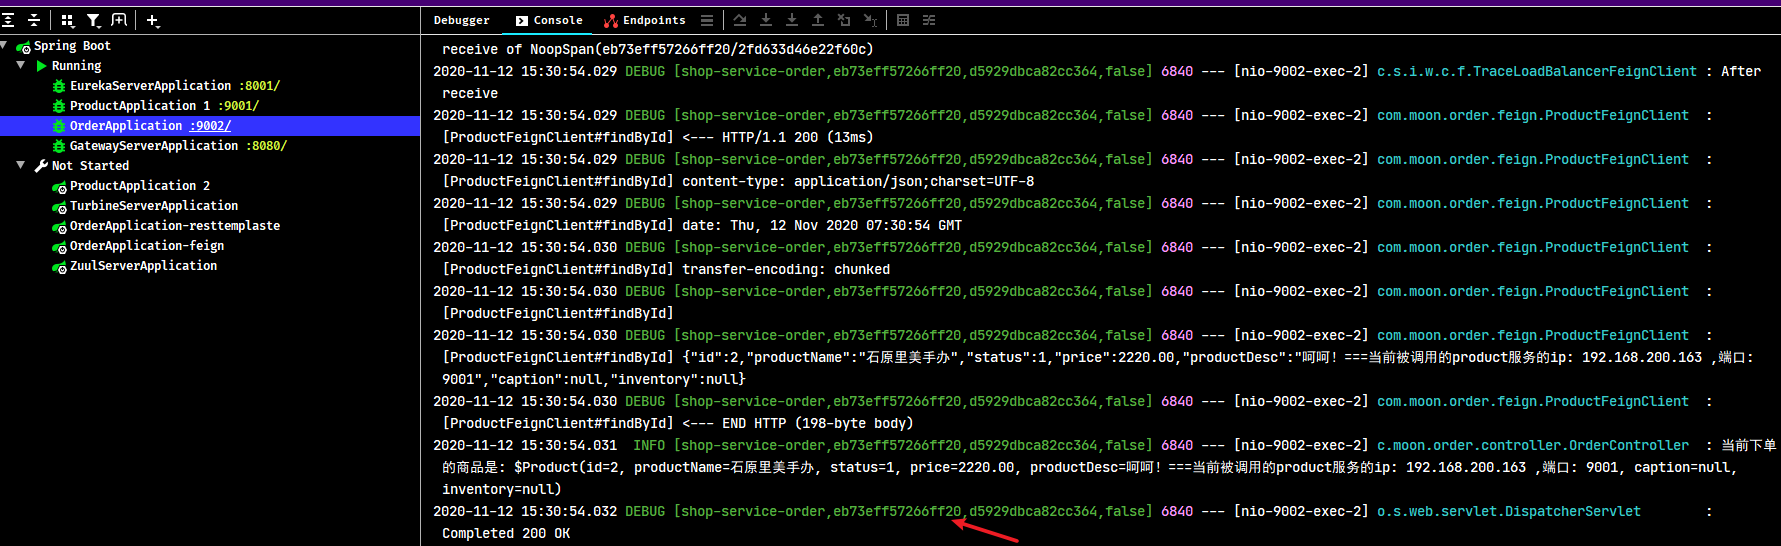 Debugger Console Endpoints
Spring Boot
Running
EurekaServerApplication :8001/
ProductApplication 1 :9001/
OrderApplication :9002/
GatewayServerApplication :8080/
Not Started
ProductApplication 2
TurbineServerApplication
OrderApplication-resttemplaste
OrderApplication-feign
ZuulServerApplication
receive of NoopSpan(eb73eff57266ff20/2fd633d46e22f60c)
2020-11-12 15:30:54.029 DEBUG [shop-service-order,eb73eff57266ff20,d5929dbca82cc364,false] 6840 --- [nio-9002-exec-2] c.s.i.w.c.f.TraceLoadBalancerFeignClient : After
receive
2020-11-12 15:30:54.029 DEBUG [shop-service-order,eb73eff57266ff20,d5929dbca82cc364,false] 6840 --- [nio-9002-exec-2] com.moon.order.feign.ProductFeignClient :
[ProductFeignClient#findById] <--- HTTP/1.1 200 (13ms)
2020-11-12 15:30:54.029 DEBUG [shop-service-order,eb73eff57266ff20,d5929dbca82cc364,false] 6840 --- [nio-9002-exec-2] com.moon.order.feign.ProductFeignClient :
[ProductFeignClient#findById] content-type: application/json;charset=UTF-8
2020-11-12 15:30:54.029 DEBUG [shop-service-order,eb73eff57266ff20,d5929dbca82cc364,false] 6840 --- [nio-9002-exec-2] com.moon.order.feign.ProductFeignClient :
[ProductFeignClient#findById] date: Thu, 12 Nov 2020 07:30:54 GMT
2020-11-12 15:30:54.030 DEBUG [shop-service-order,eb73eff57266ff20,d5929dbca82cc364,false] 6840 --- [nio-9002-exec-2] com.moon.order.feign.ProductFeignClient :
[ProductFeignClient#findById] transfer-encoding: chunked
2020-11-12 15:30:54.030 DEBUG [shop-service-order,eb73eff57266ff20,d5929dbca82cc364,false] 6840 --- [nio-9002-exec-2] com.moon.order.feign.ProductFeignClient :
[ProductFeignClient#findById]
2020-11-12 15:30:54.030 DEBUG [shop-service-order,eb73eff57266ff20,d5929dbca82cc364,false] 6840 --- [nio-9002-exec-2] com.moon.order.feign.ProductFeignClient :
[ProductFeignClient#findById] {"id":2,"productName":"石原里美手办","status":1,"price":2220.00,"productDesc":"呵呵！===当前被调用的product服务的ip: 192.168.200.163 ,端口:
9001","caption":null,"inventory":null}
2020-11-12 15:30:54.030 DEBUG [shop-service-order,eb73eff57266ff20,d5929dbca82cc364,false] 6840 --- [nio-9002-exec-2] com.moon.order.feign.ProductFeignClient :
[ProductFeignClient#findById] <--- END HTTP (198-byte body)
2020-11-12 15:30:54.031 INFO [shop-service-order,eb73eff57266ff20,d5929dbca82cc364,false] 6840 --- [nio-9002-exec-2] c.moon.order.controller.OrderController : 当前下单
的商品是: $Product(id=2, productName=石原里美手办, status=1, price=2220.00, productDesc=呵呵！===当前被调用的product服务的ip: 192.168.200.163 ,端口: 9001, caption=null,
inventory=null)
2020-11-12 15:30:54.032 DEBUG [shop-service-order,eb73eff57266ff20,d5929dbca82cc364,false] 6840 --- [nio-9002-exec-2] o.s.web.servlet.DispatcherServlet :
Completed 200 OK